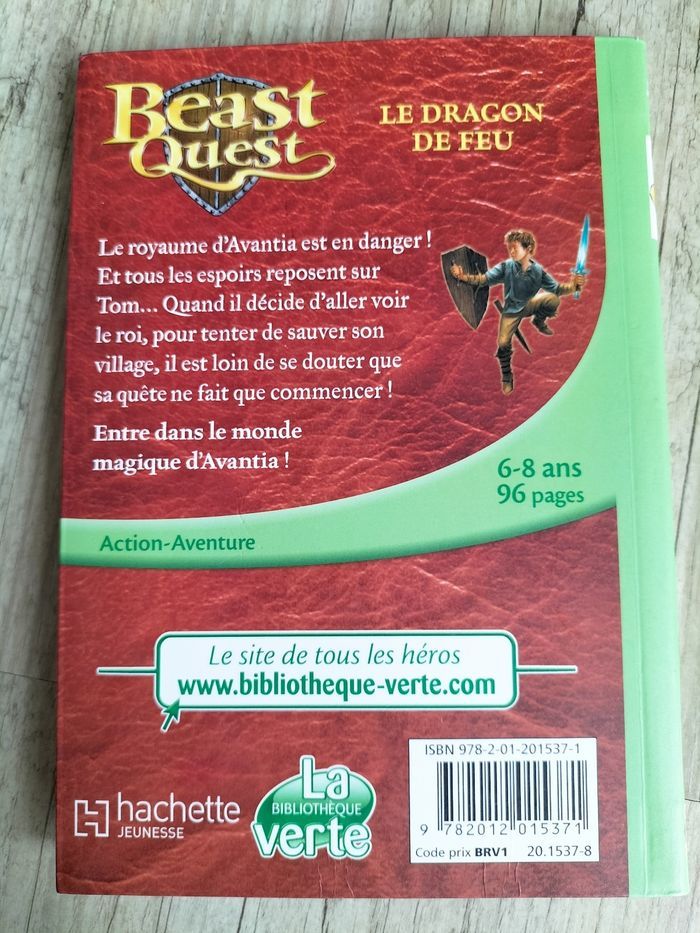 Beast
Quest
LE DRAGON
DE FEU
Le royaume d'Avantia est en danger !
Et tous les espoirs reposent sur
Tom... Quand il décide d'aller voir
le roi, pour tenter de sauver son
village, il est loin de se douter que
sa quête ne fait que commencer !
Entre dans le monde
magique d'Avantia !
6-8 ans
96 pages
Action-Aventure
Le site de tous les héros
www.bibliotheque-verte.com
hachette
JEUNESSE
La
BIBLIOTHÈQUE
verte
ISBN 978-2-01-201537-1
9 782012 015371
Code prix BRV1 20.1537-8